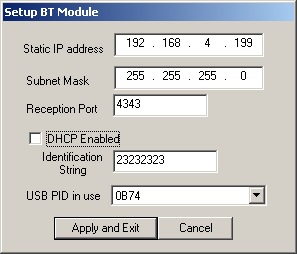 Setup BT Module
Static IP address 192 . 168 . 4 . 199
Subnet Mask 255 . 255 . 255 . 0
Reception Port 4343
DHCP Enabled
Identification String 23232323
USB PID in use 0B74
Apply and Exit Cancel